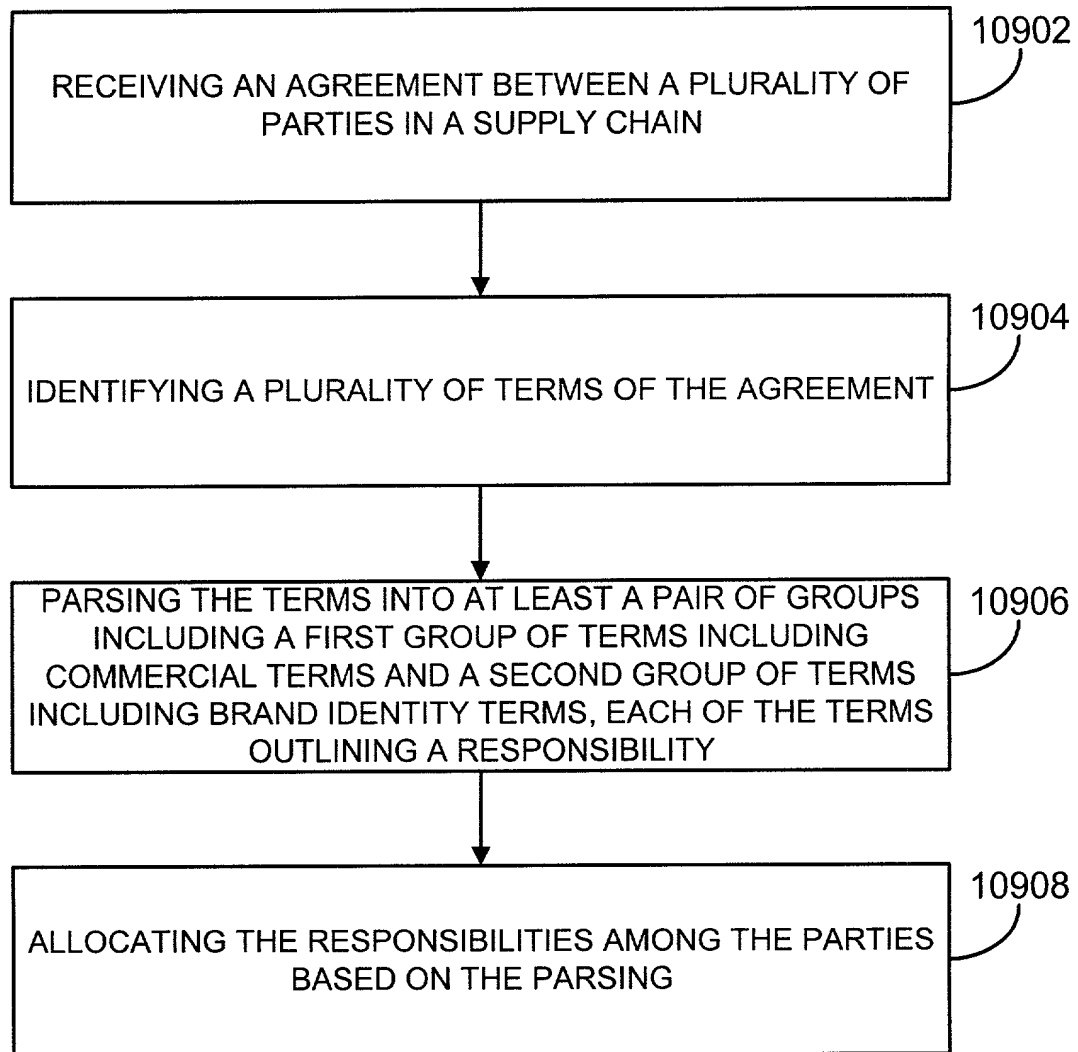 10902
RECEIVING AN AGREEMENT BETWEEN A PLURALITY OF
PARTIES IN A SUPPLY CHAIN
10904
IDENTIFYING A PLURALITY OF TERMS OF THE AGREEMENT
10906
PARSING THE TERMS INTO AT LEAST A PAIR OF GROUPS
INCLUDING A FIRST GROUP OF TERMS INCLUDING
COMMERCIAL TERMS AND A SECOND GROUP OF TERMS
INCLUDING BRAND IDENTITY TERMS, EACH OF THE TERMS
OUTLINING A RESPONSIBILITY
10908
ALLOCATING THE RESPONSIBILITIES AMONG THE PARTIES
BASED ON THE PARSING